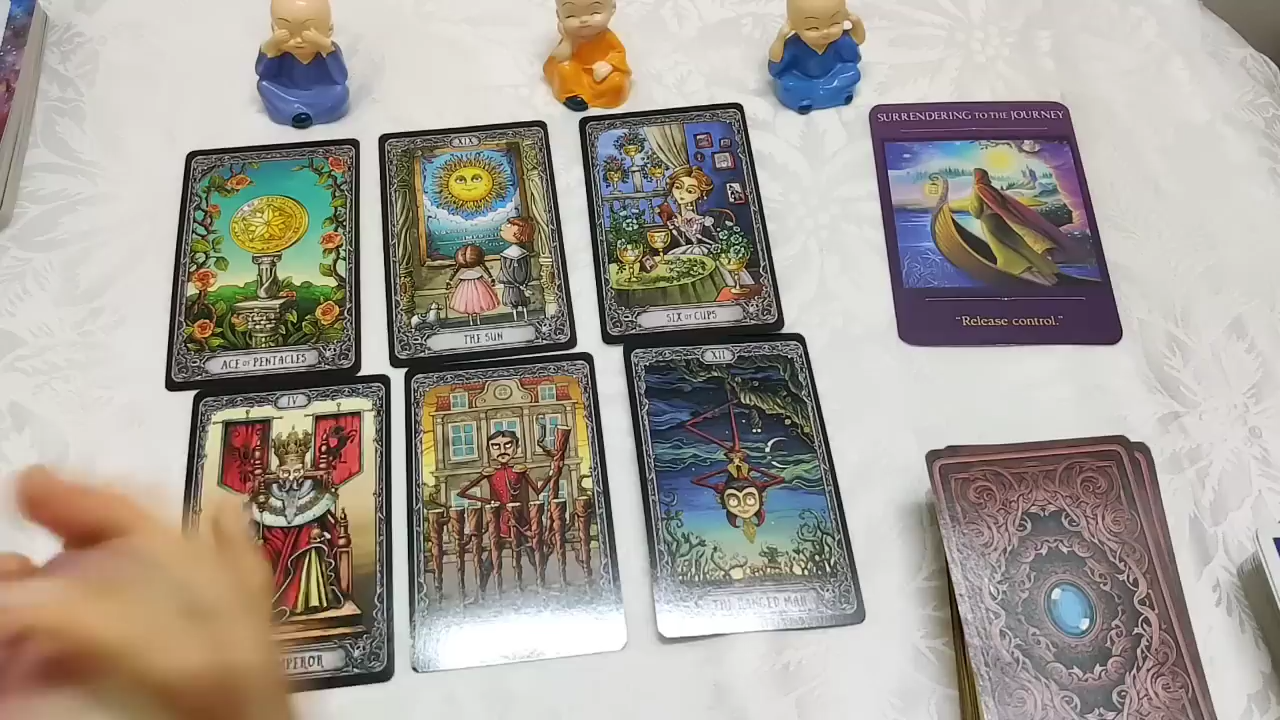 SURRENDERING TO THE JOURNEY
XIX
ACE OF PENTACLES
THE SUN
SIX OF CUPS
"Release control."
IV
XII
THE HANGED MAN